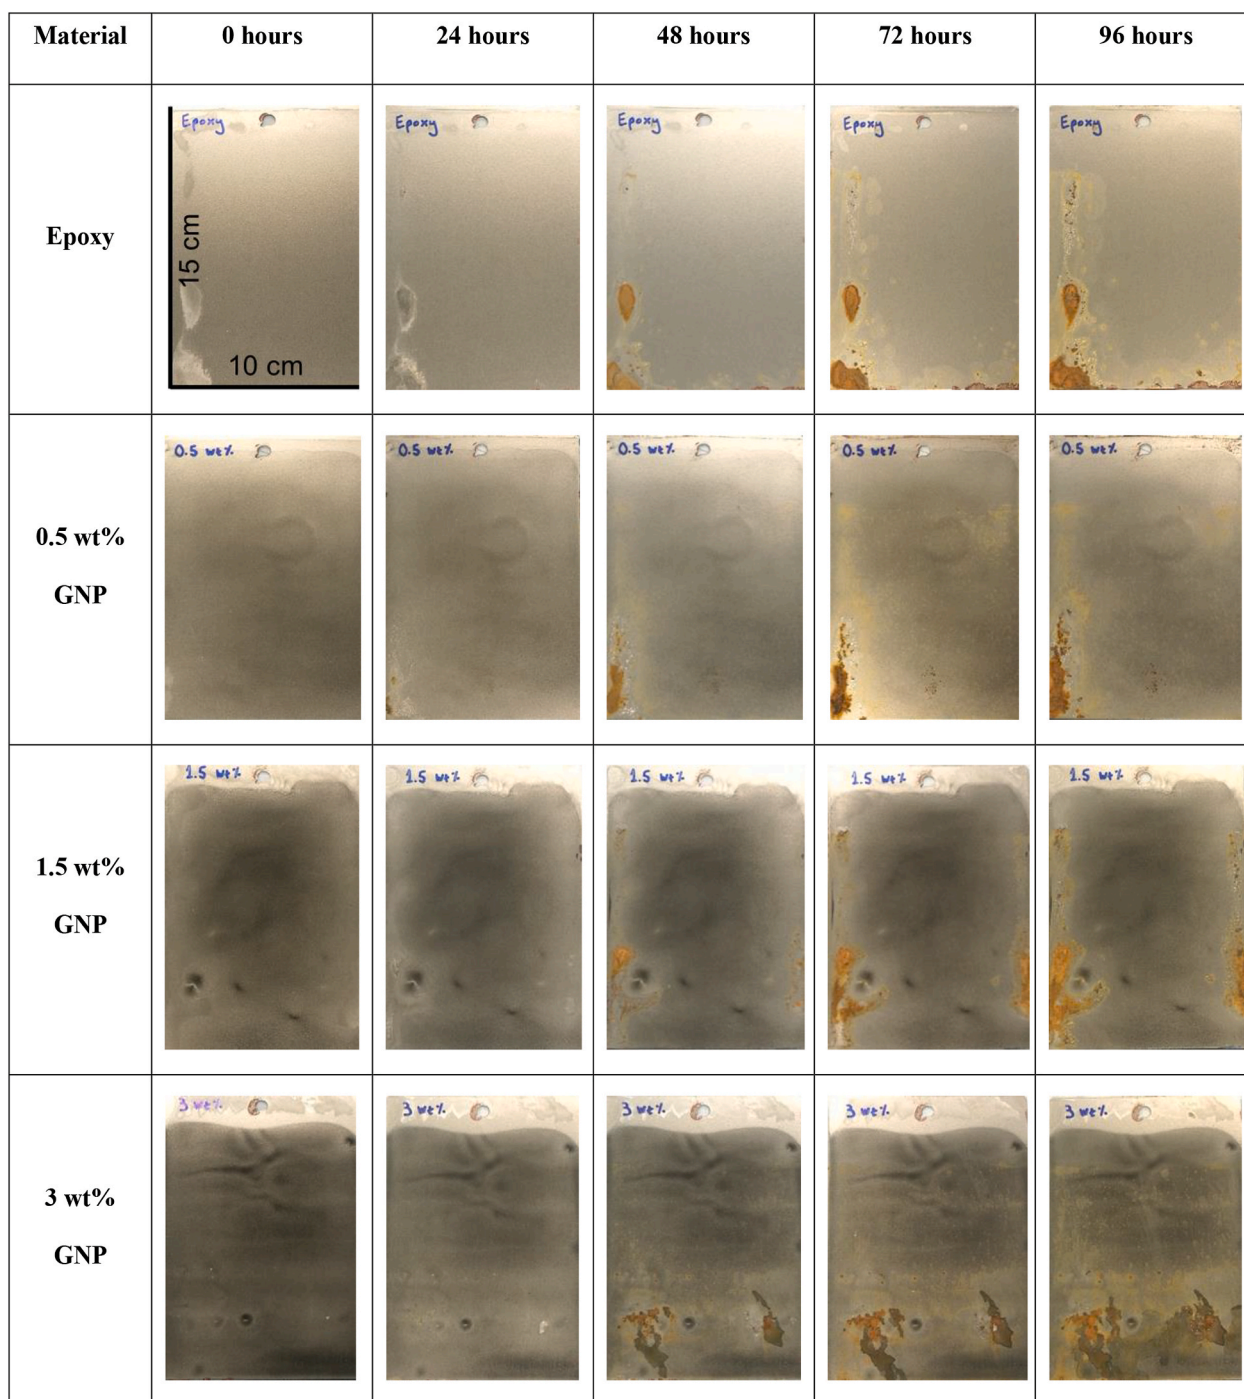 Material 0 hours 24 hours 48 hours 72 hours 96 hours
Epoxy
Epoxy Epoxy Epoxy Epoxy Epoxy
15 cm
10 cm
0.5 wt%
GNP
0.5 wt% 0.5 wt% 0.5 wt% 0.5 wt% 0.5 wt%
1.5 wt%
GNP
1.5 wt% 1.5 wt% 1.5 wt% 1.5 wt% 1.5 wt%
3 wt%
GNP
3 wt% 3 wt% 3 wt% 3 wt% 3 wt%